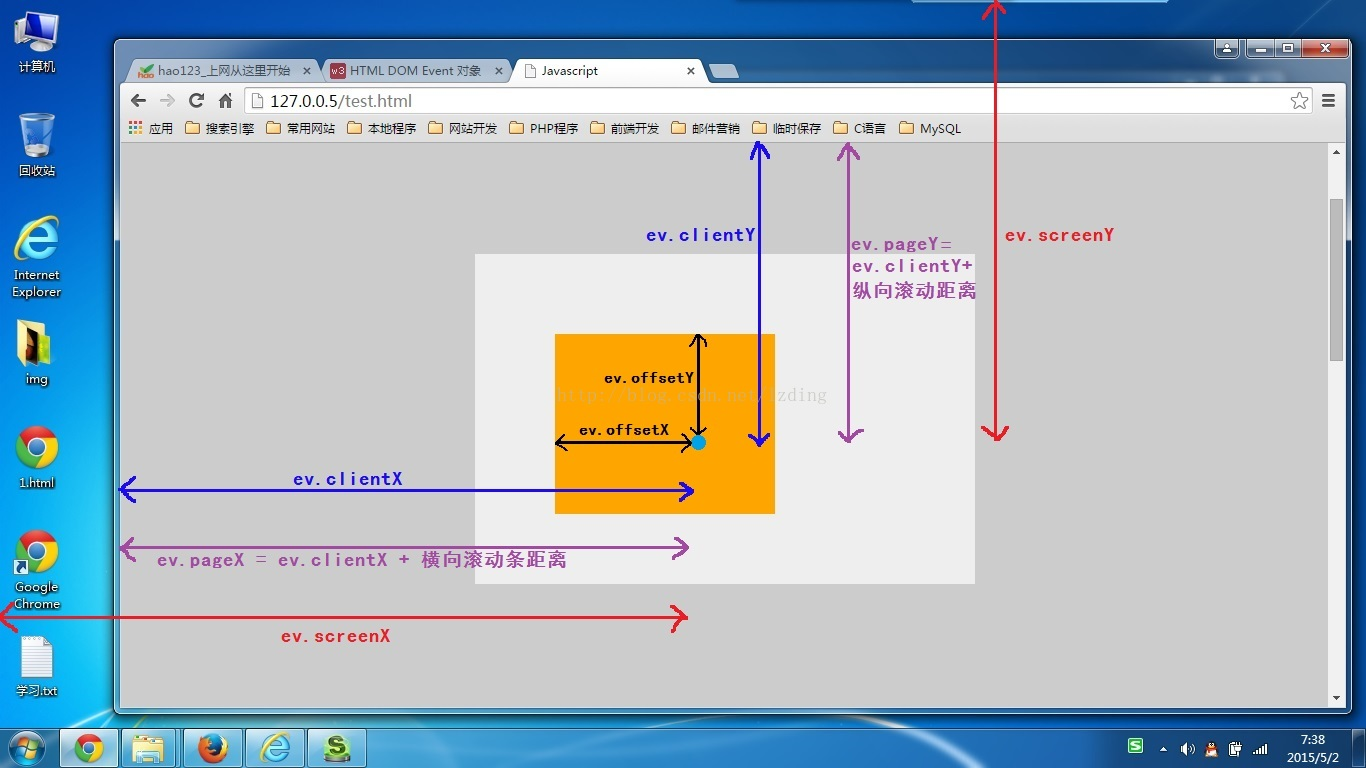 计算机
回收站
Internet
Explorer
img
1.html
Google
Chrome
学习.txt
hao123_上网从这里开始
w3
HTML DOM Event 对象
Javascript
127.0.0.5/test.html
应用
搜索引擎
常用网站
本地程序
网站开发
PHP程序
前端开发
邮件营销
临时保存
C语言
MySQL
ev.clientY
ev.pageY=
ev.clientY+
纵向滚动距离
ev.screenY
ev.offsetY
ev.offsetX
ev.clientX
ev.pageX = ev.clientX + 横向滚动条距离
ev.screenX
7:38
2015/5/2